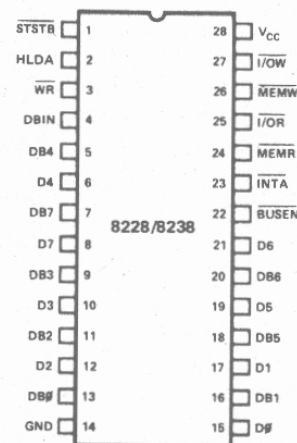 STSTB 1 28 VCC
HLDA 2 27 I/OW
WR 3 26 MEMW
DBIN 4 25 I/OR
DB4 5 24 MEMR
D4 6 23 INTA
DB7 7 22 BUSEN
8228/8238
D7 8 21 D6
DB3 9 20 DB6
D3 10 19 D5
DB2 11 18 DB5
D2 12 17 D1
DBØ 13 16 DB1
GND 14 15 DØ